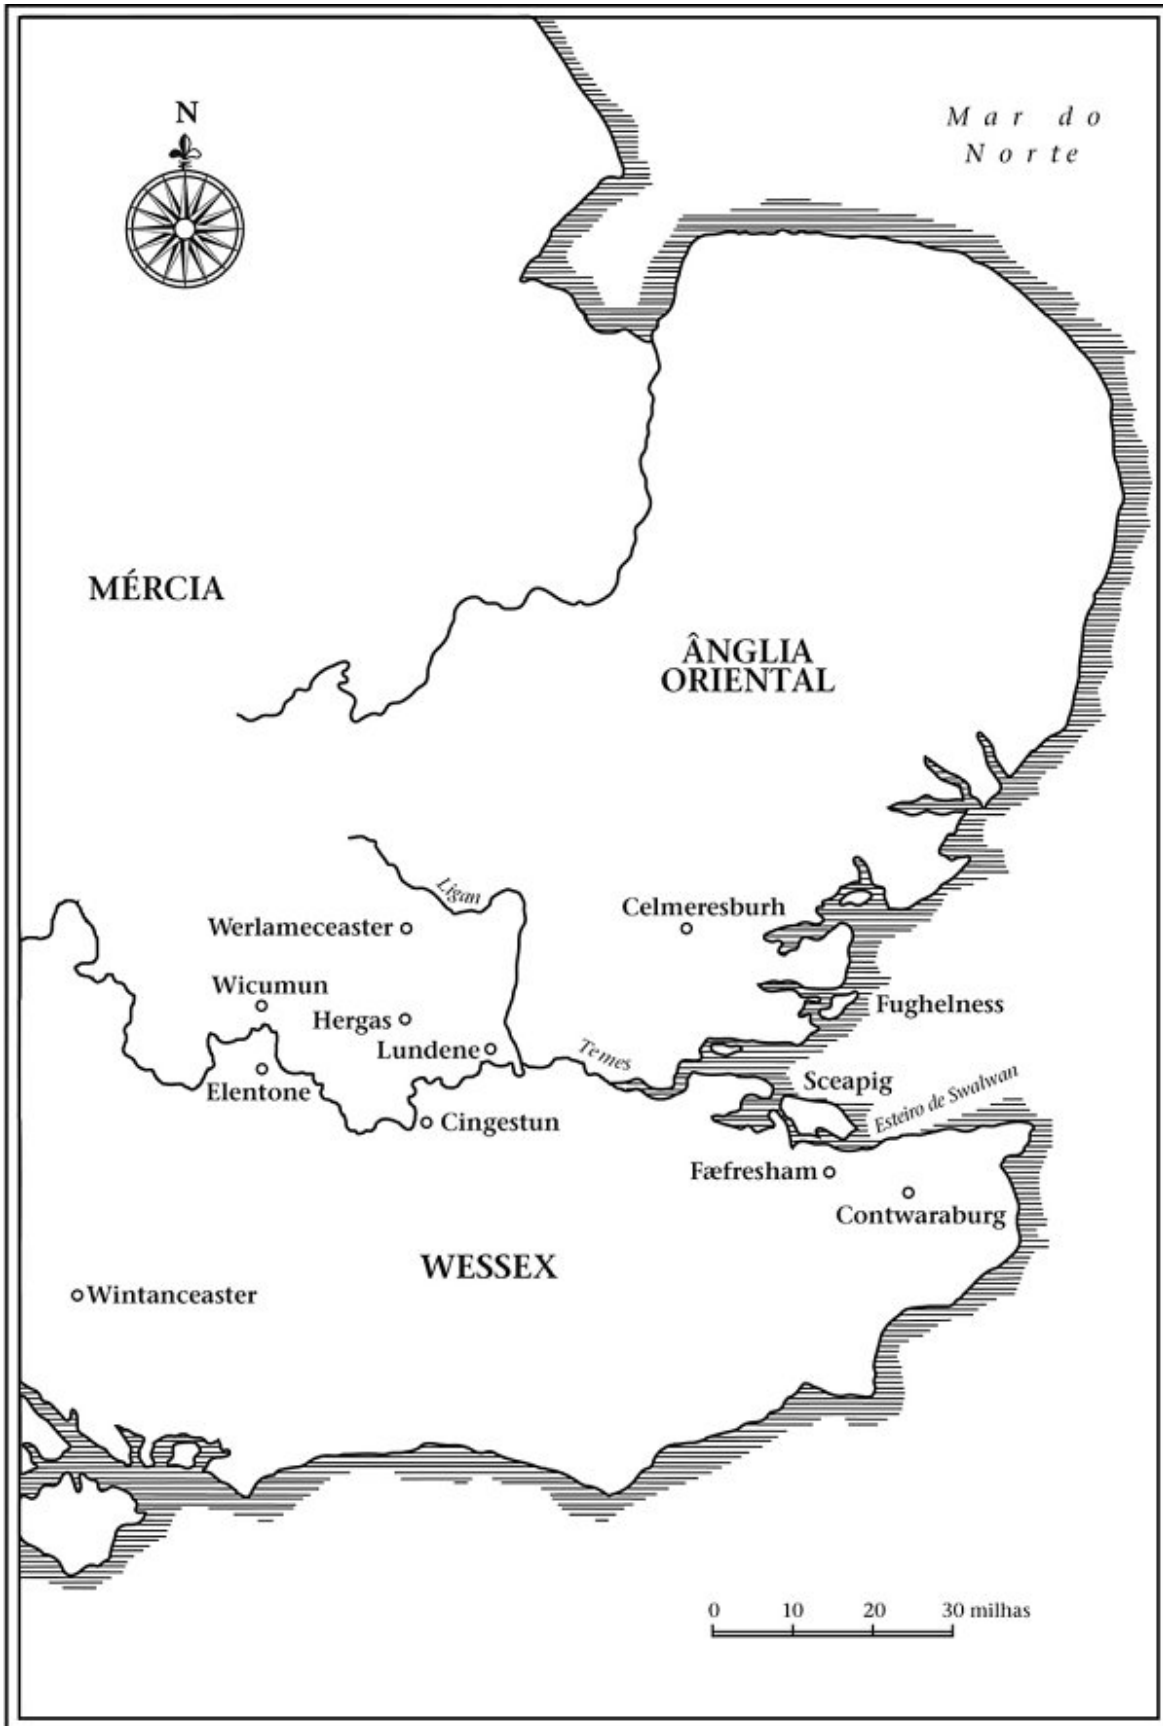 N
Mar do
Norte
MÉRCIA
ÂNGLIA
ORIENTAL
Ligan
Werlameceaster
Celmeresburh
Wicumun
Hergas
Fughelness
Lundene
Temes
Elentone
Sceapig
Esteiro de Swalwan
Cingestun
Fæfresham
Contwaraburg
WESSEX
Wintanceaster
0 10 20 30 milhas